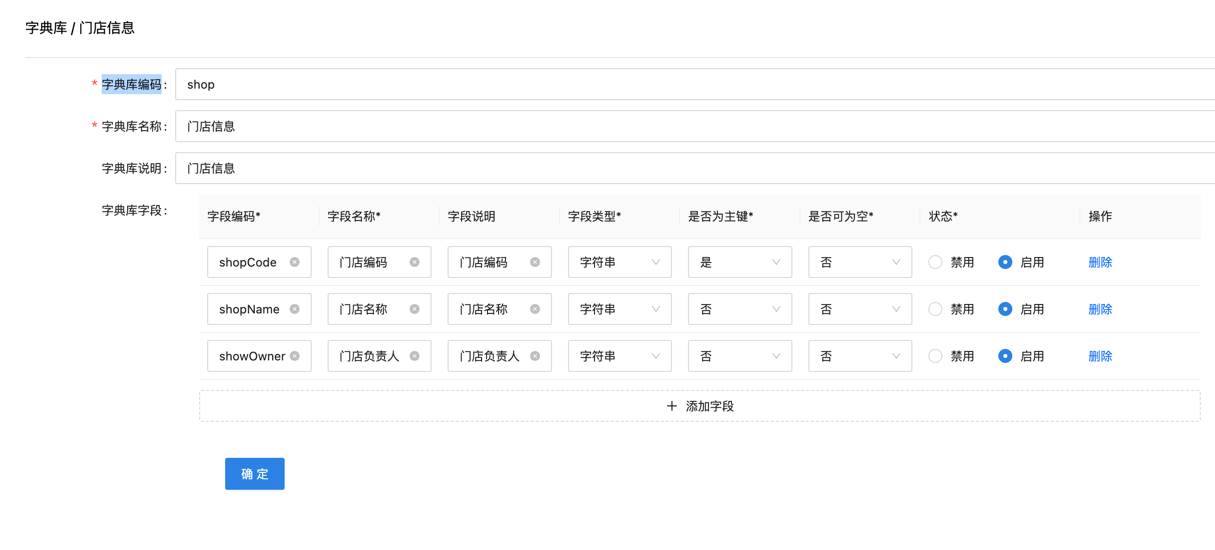 字典库 / 门店信息
* 字典库编码: shop
* 字典库名称: 门店信息
字典库说明: 门店信息
字典库字段:
字段编码* 字段名称* 字段说明 字段类型* 是否为主键* 是否可为空* 状态* 操作
shopCode 门店编码 门店编码 字符串 是 否 禁用 启用 删除
shopName 门店名称 门店名称 字符串 否 否 禁用 启用 删除
showOwner 门店负责人 门店负责人 字符串 否 否 禁用 启用 删除
+ 添加字段
确 定